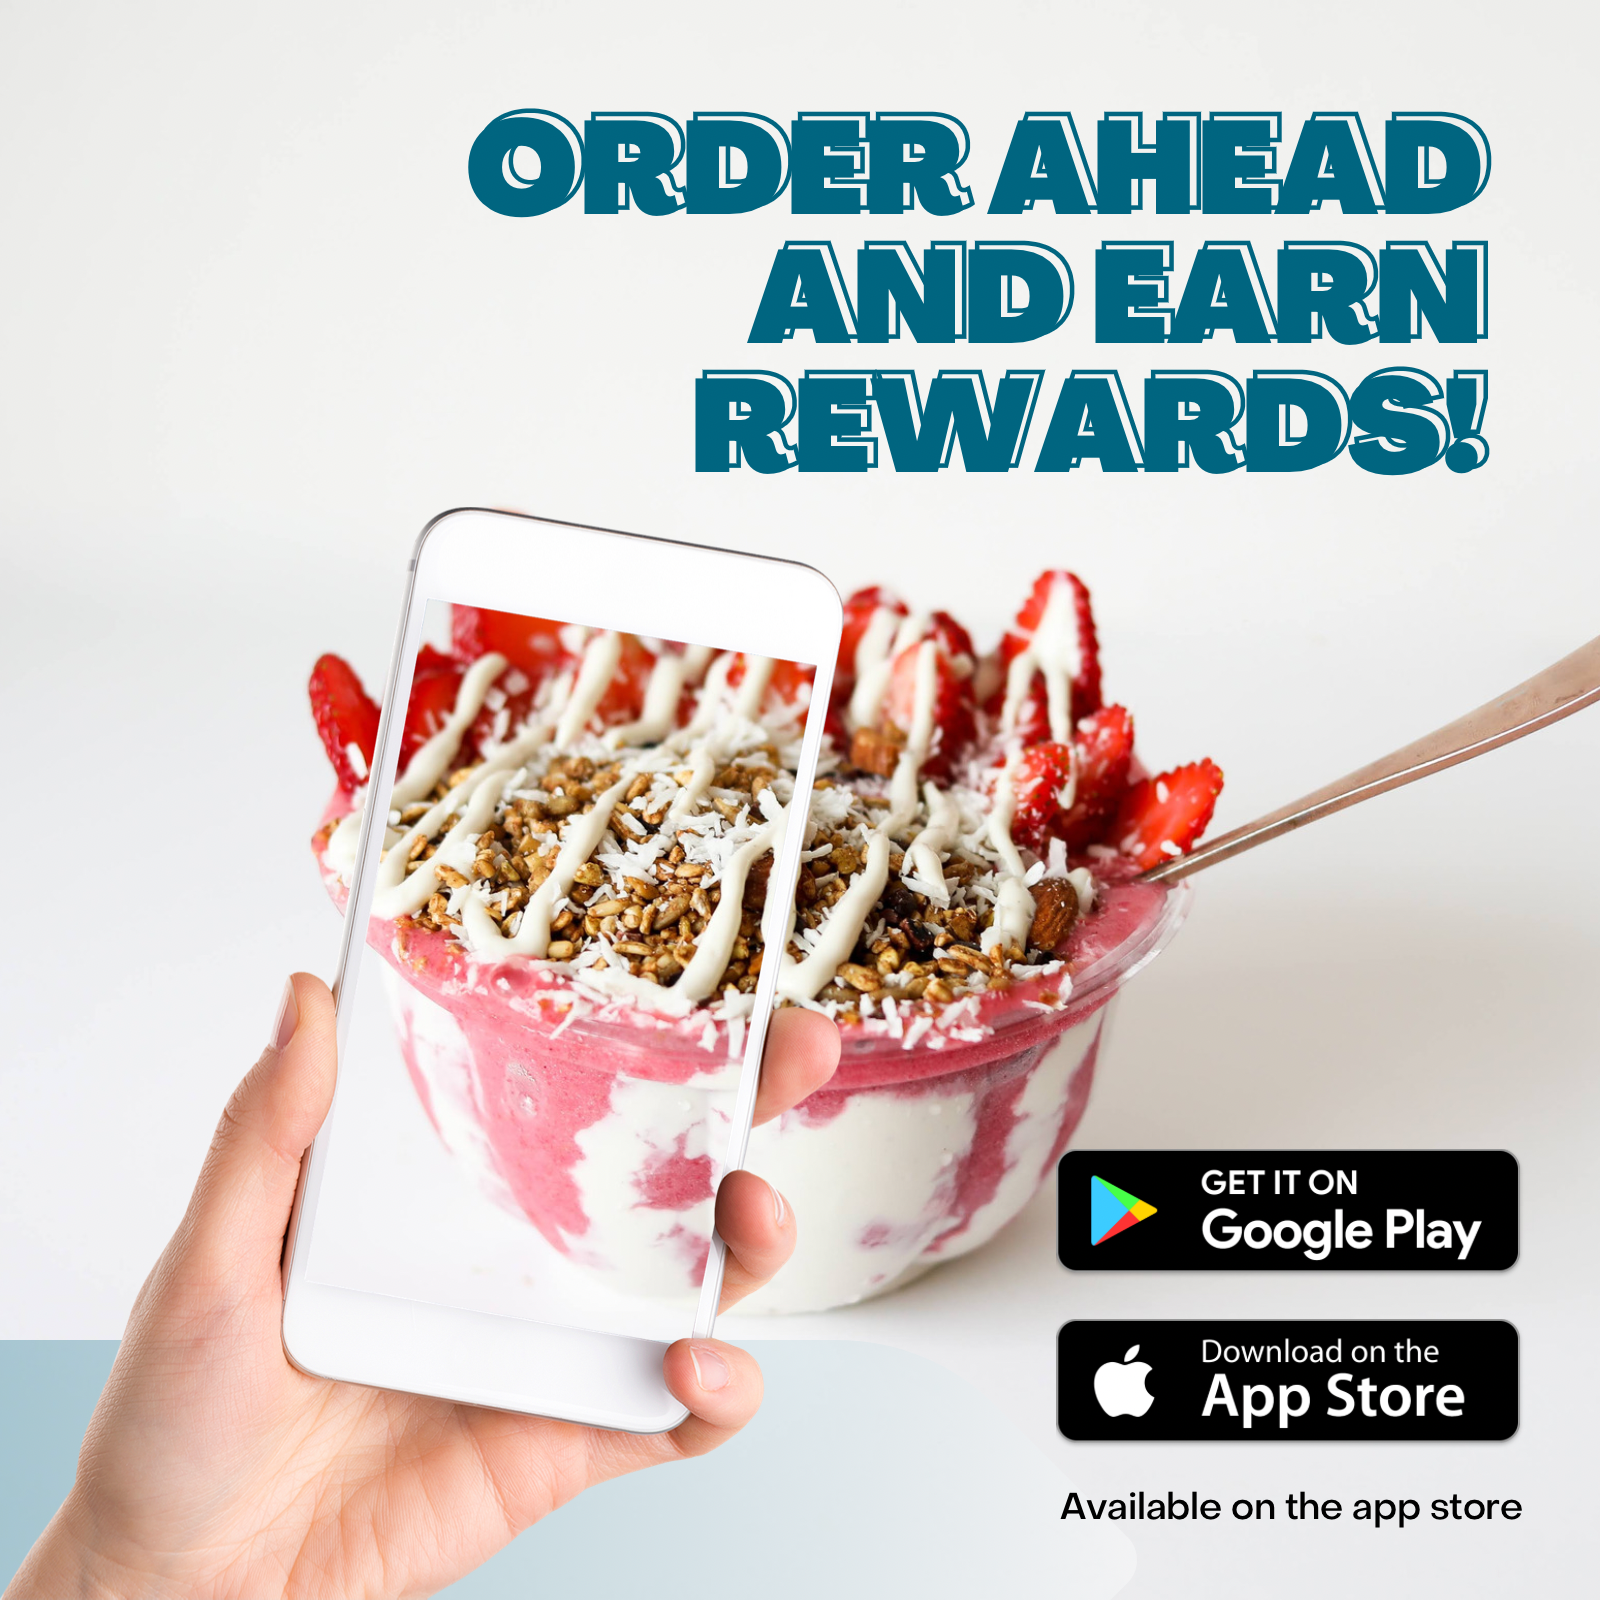 ORDER AHEAD
AND EARN
REWARDS!
GET IT ON
Google Play
Download on the
App Store
Available on the app store